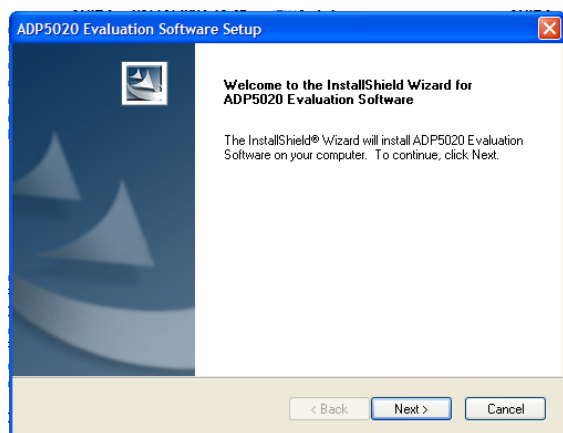 ADP5020 Evaluation Software Setup
Welcome to the InstallShield Wizard for
ADP5020 Evaluation Software
The InstallShield® Wizard will install ADP5020 Evaluation
Software on your computer. To continue, click Next.
< Back
Next >
Cancel